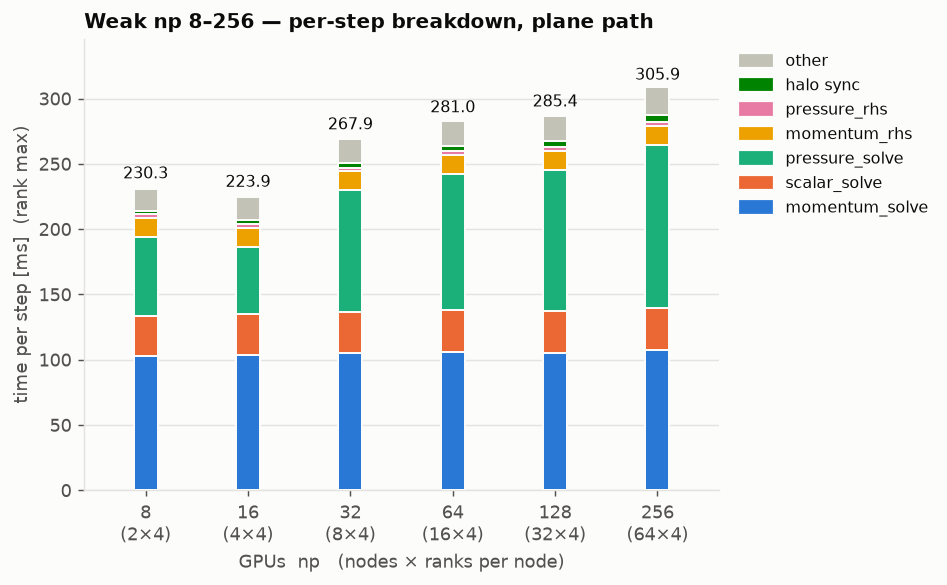 Weak np 8–256 — per-step breakdown, plane path
time per step [ms]  (rank max)
300
250
200
150
100
50
0
230.3
223.9
267.9
281.0
285.4
305.9
8
(2×4)
16
(4×4)
32
(8×4)
64
(16×4)
128
(32×4)
256
(64×4)
GPUs  np   (nodes × ranks per node)
other
halo sync
pressure_rhs
momentum_rhs
pressure_solve
scalar_solve
momentum_solve